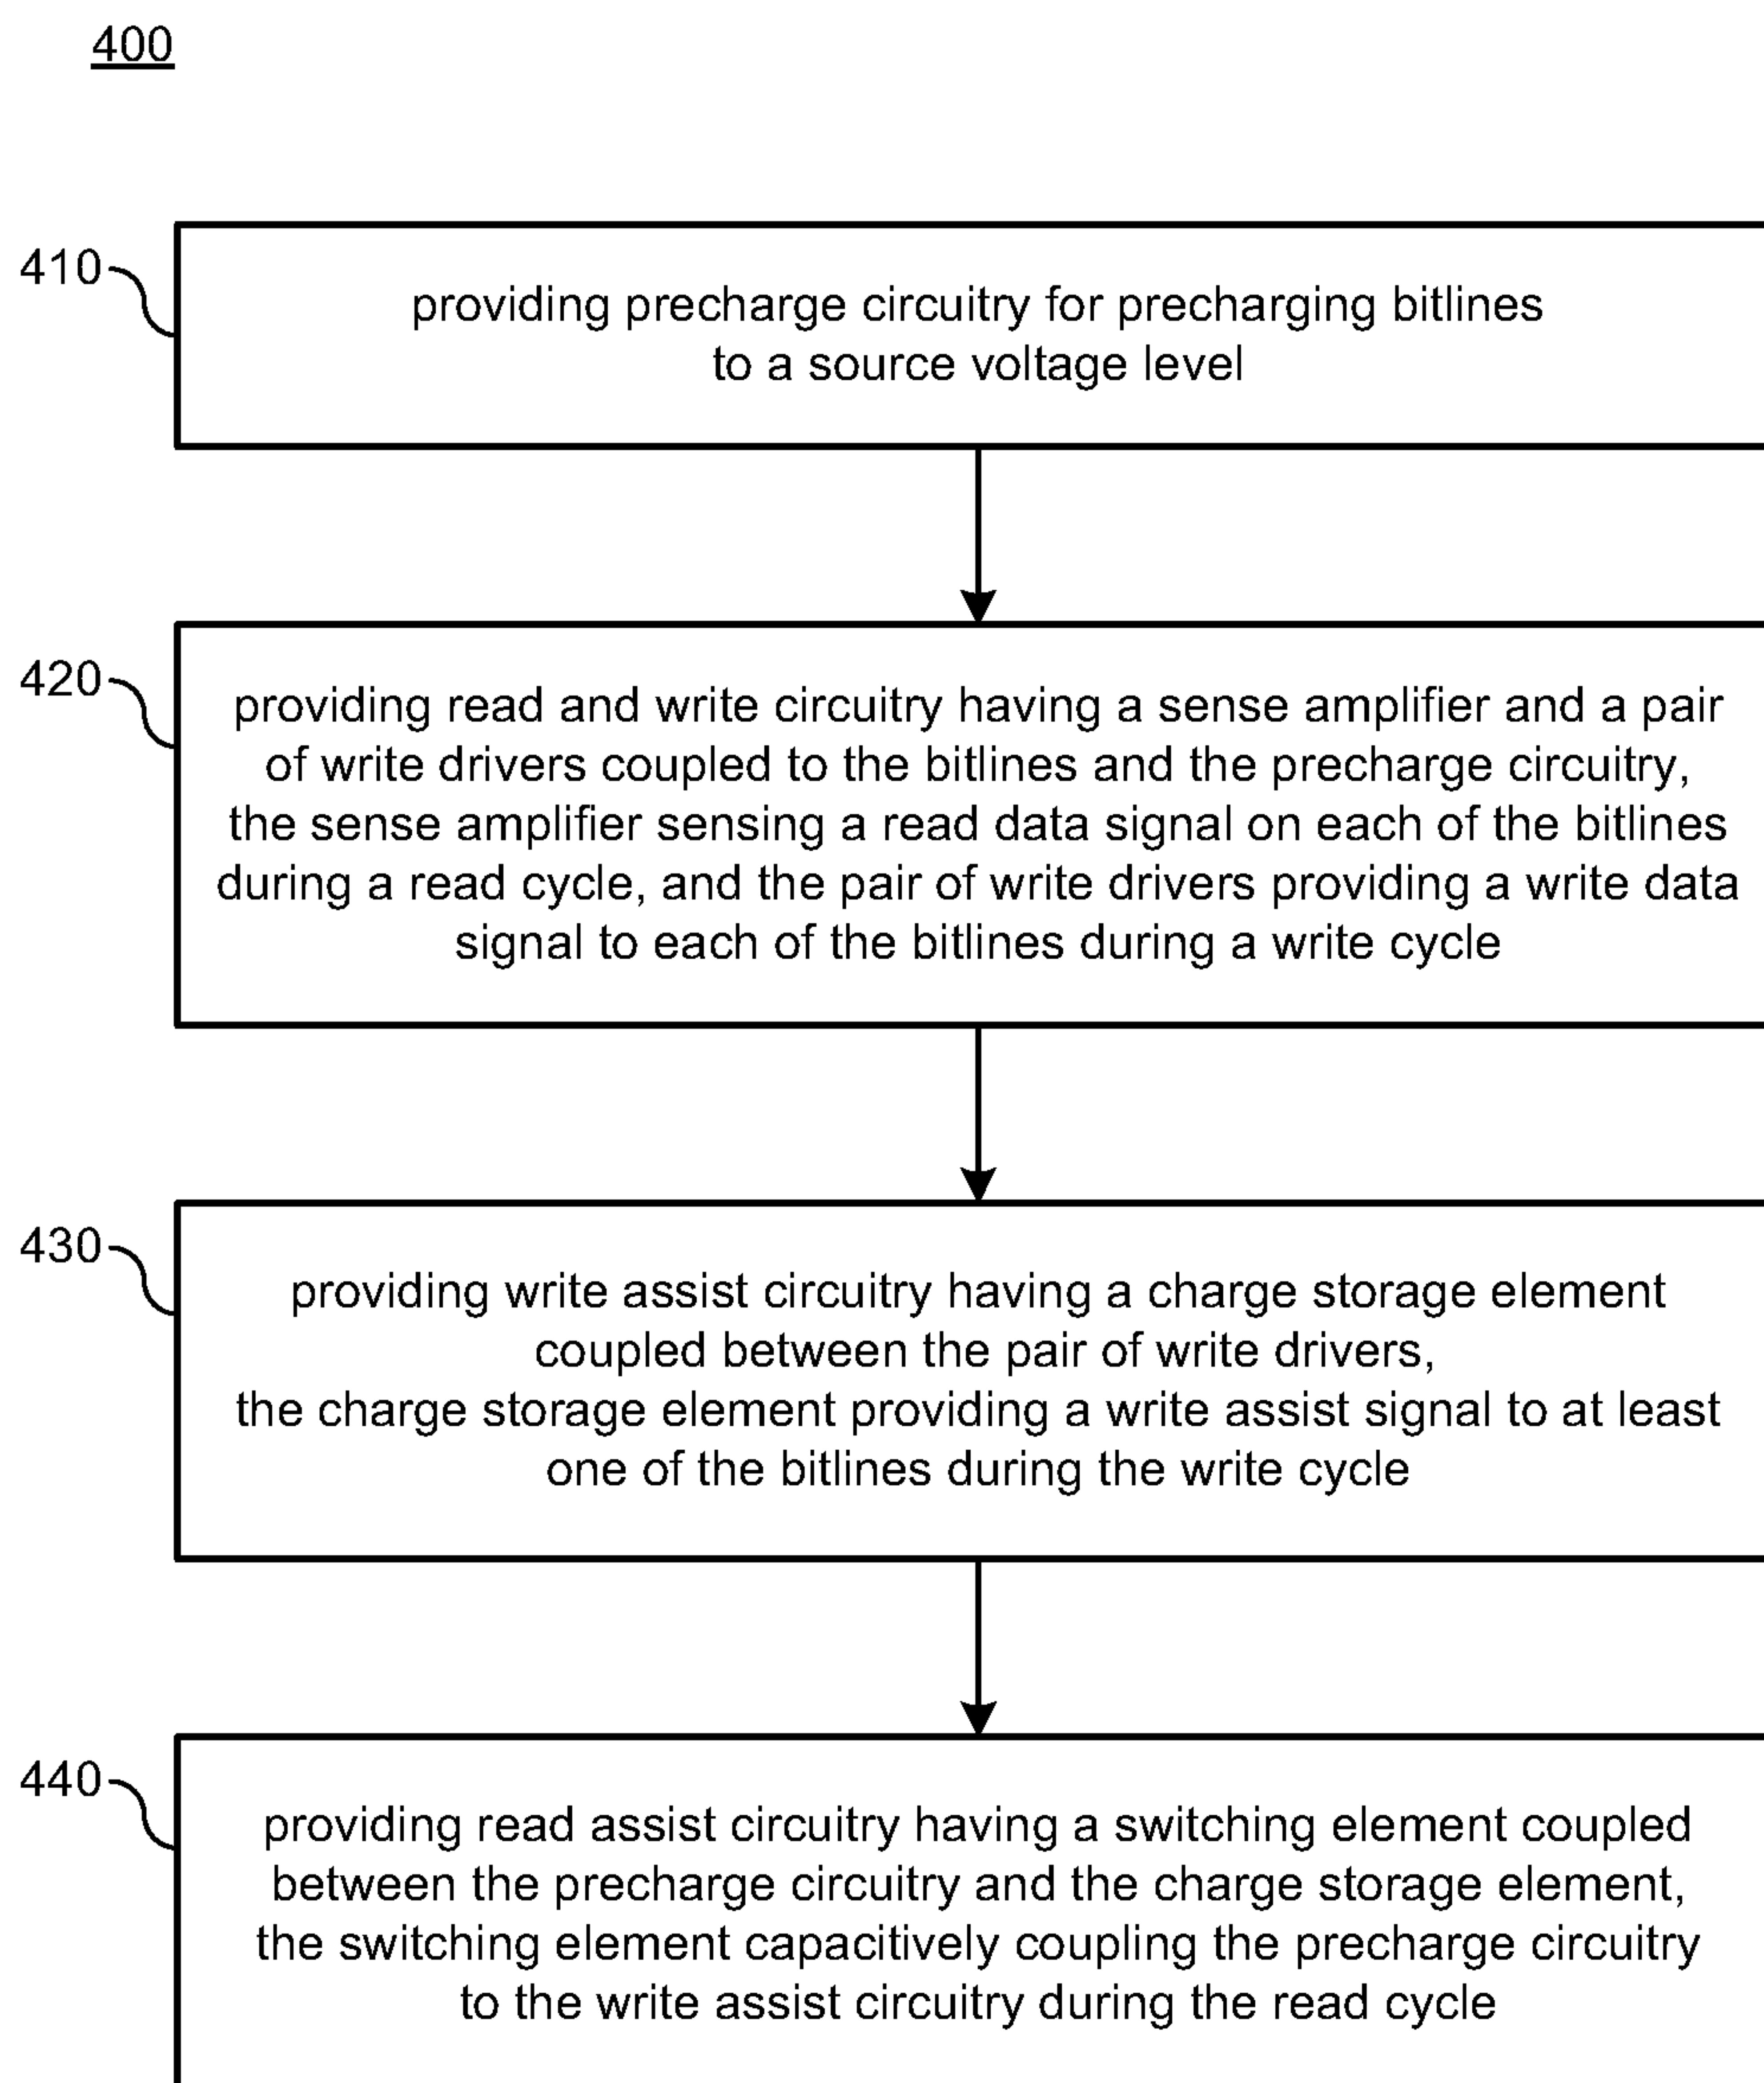 400
410
providing precharge circuitry for precharging bitlines
to a source voltage level
420
providing read and write circuitry having a sense amplifier and a pair
of write drivers coupled to the bitlines and the precharge circuitry,
the sense amplifier sensing a read data signal on each of the bitlines
during a read cycle, and the pair of write drivers providing a write data
signal to each of the bitlines during a write cycle
430
providing write assist circuitry having a charge storage element
coupled between the pair of write drivers,
the charge storage element providing a write assist signal to at least
one of the bitlines during the write cycle
440
providing read assist circuitry having a switching element coupled
between the precharge circuitry and the charge storage element,
the switching element capacitively coupling the precharge circuitry
to the write assist circuitry during the read cycle